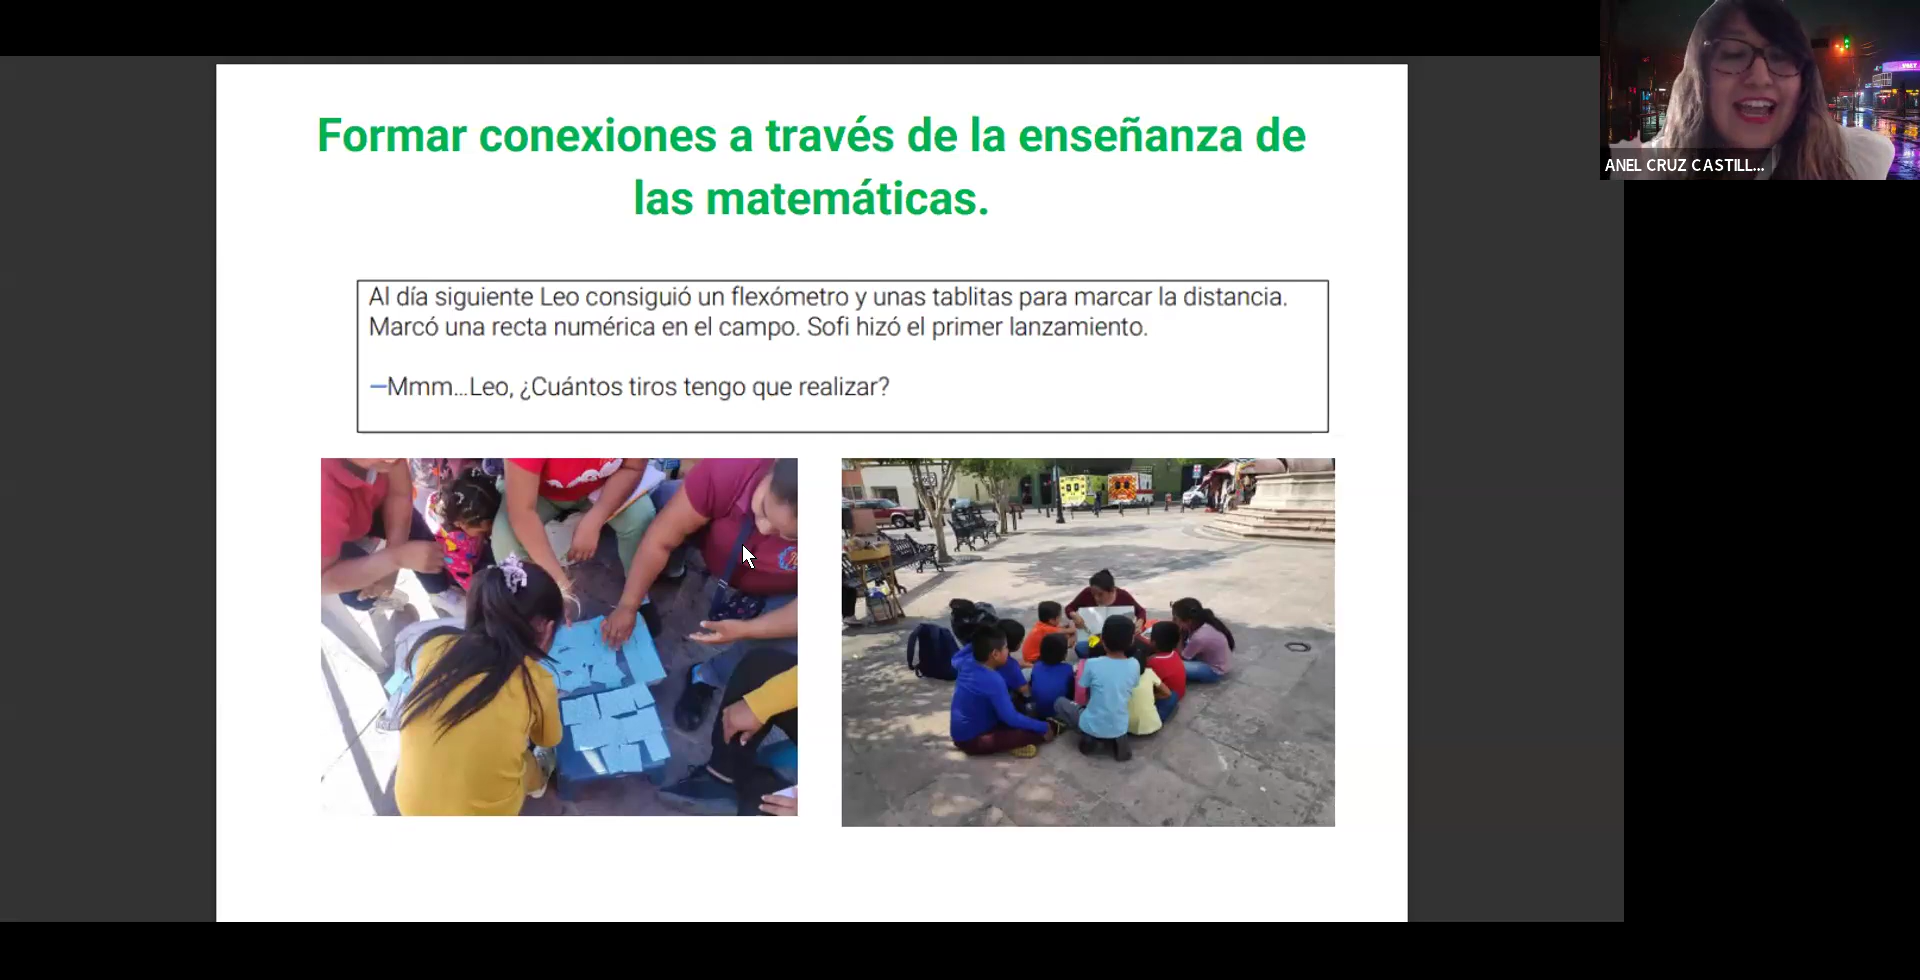 Formar conexiones a través de la enseñanza de
las matemáticas.
Al día siguiente Leo consiguió un flexómetro y unas tablitas para marcar la distancia.
Marcó una recta numérica en el campo. Sofi hizó el primer lanzamiento.
—Mmm...Leo, ¿Cuántos tiros tengo que realizar?
ANEL CRUZ CASTILL...